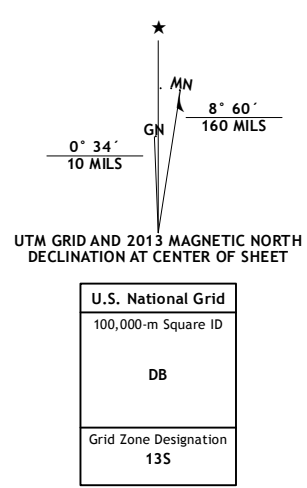 MN
8° 60´
160 MILS
GN
0° 34´
10 MILS
UTM GRID AND 2013 MAGNETIC NORTH
DECLINATION AT CENTER OF SHEET
U.S. National Grid
100,000-m Square ID
DB
Grid Zone Designation
13S